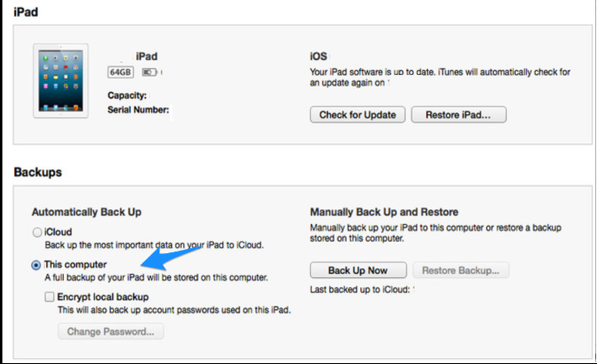 iPad
iPad
64GB
Capacity:
Serial Number:
iOS
Your iPad software is up to date. iTunes will automatically check for
an update again on
Check for Update
Restore iPad...
Backups
Automatically Back Up
iCloud
Back up the most important data on your iPad to iCloud.
This computer
A full backup of your iPad will be stored on this computer.
Encrypt local backup
This will also back up account passwords used on this iPad.
Change Password...
Manually Back Up and Restore
Manually back up your iPad to this computer or restore a backup
stored on this computer.
Back Up Now
Restore Backup...
Last backed up to iCloud: